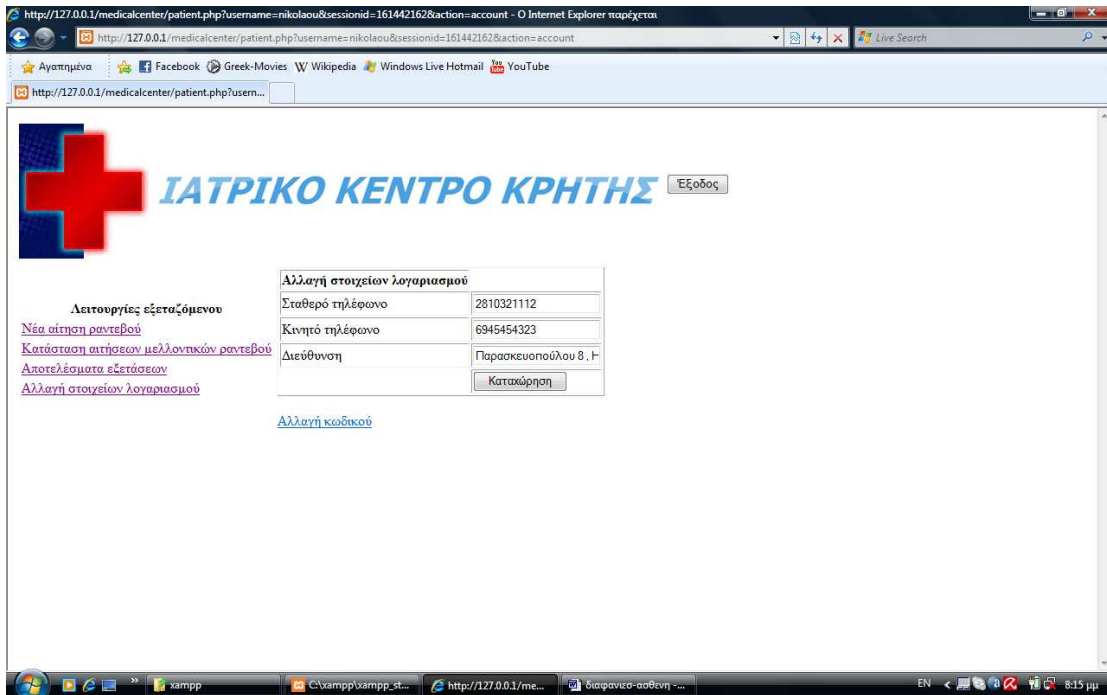 http://127.0.0.1/medicalcenter/patient.php?username=nikolaou&sessionid=161442162&action=account - Ο Internet Explorer παρέχεται
http://127.0.0.1/medicalcenter/patient.php?username=nikolaou&sessionid=161442162&action=account
Live Search
Αγαπημένα Facebook Greek-Movies W Wikipedia Windows Live Hotmail YouTube
http://127.0.0.1/medicalcenter/patient.php?usern...
ΙΑΤΡΙΚΟ ΚΕΝΤΡΟ ΚΡΗΤΗΣ Έξοδος
Λειτουργίες εξεταζόμενου
Νέα αίτηση ραντεβού
Κατάσταση αιτήσεων μελλοντικών ραντεβού
Αποτελέσματα εξετάσεων
Αλλαγή στοιχείων λογαριασμού
Αλλαγή στοιχείων λογαριασμού
Σταθερό τηλέφωνο 2810321112
Κινητό τηλέφωνο 6945454323
Διεύθυνση Παρασκευοπούλου 8 , Η
Καταχώρηση
Αλλαγή κωδικού
xampp C:\xampp\xampp_st... http://127.0.0.1/me... διαφανιεσ-ασθενη -... EN 8:15 μμ